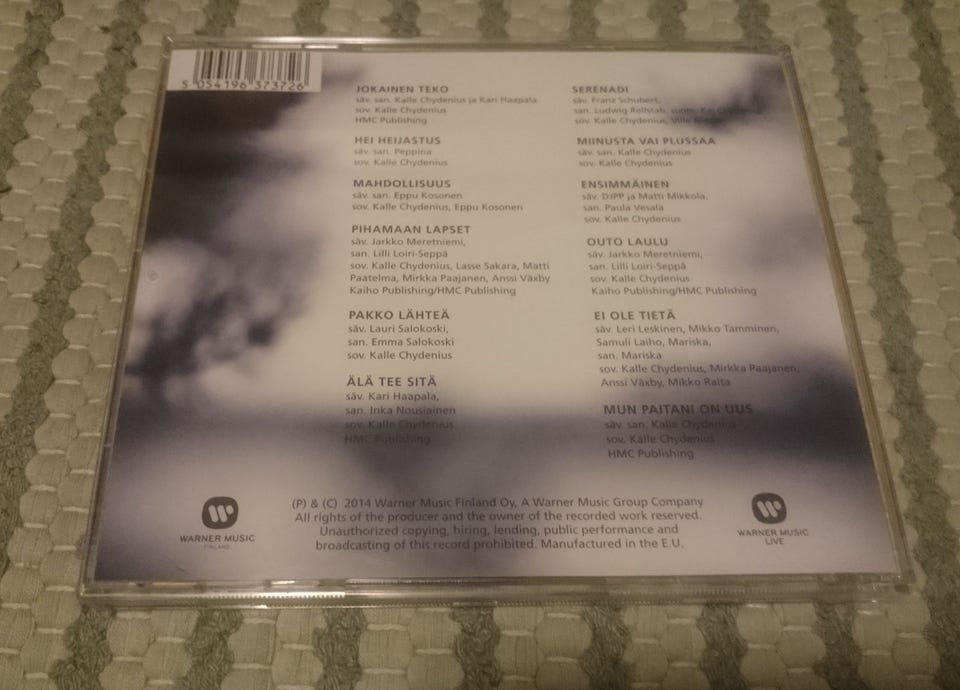 5 054196 373726
JOKAINEN TEKO
säv. san. Kalle Chydenius ja Kari Haapala
sov. Kalle Chydenius
HMC Publishing
HEI HEIJASTUS
säv. san. Peppina
sov. Kalle Chydenius
MAHDOLLISUUS
säv. san. Eppu Kosonen
sov. Kalle Chydenius, Eppu Kosonen
PIHAMAAN LAPSET
säv. Jarkko Meretniemi,
san. Lilli Loiri-Seppä
sov. Kalle Chydenius, Lasse Sakara, Matti
Paatelma, Mirkka Paajanen, Anssi Växby
Kaiho Publishing/HMC Publishing
PAKKO LÄHTEÄ
säv. Lauri Salokoski,
san. Emma Salokoski
sov. Kalle Chydenius
ÄLÄ TEE SITÄ
säv. Kari Haapala,
san. Inka Nousiainen
sov. Kalle Chydenius
HMC Publishing
SERENADI
säv. Franz Schubert,
san. Ludwig Rellstab, suom. Kai
sov. Kalle Chydenius, Ville
MIINUSTA VAI PLUSSAA
säv. san. Kalle Chydenius
sov. Kalle Chydenius
ENSIMMÄINEN
säv. DJPP ja Matti Mikkola,
san. Paula Vesala
sov. Kalle Chydenius
OUTO LAULU
säv. Jarkko Meretniemi,
san. Lilli Loiri-Seppä
sov. Kalle Chydenius
Kaiho Publishing/HMC Publishing
EI OLE TIETÄ
säv. Leri Leskinen, Mikko Tamminen,
Samuli Laiho, Mariska,
san. Mariska
sov. Kalle Chydenius, Mirkka Paajanen,
Anssi Växby, Mikko Raita
MUN PAITANI ON UUS
säv. san. Kalle Chydenius
sov. Kalle Chydenius
HMC Publishing
WARNER MUSIC
FINLAND
(P) & (C) 2014 Warner Music Finland Oy, A Warner Music Group Company
All rights of the producer and the owner of the recorded work reserved.
Unauthorized copying, hiring, lending, public performance and
broadcasting of this record prohibited. Manufactured in the E.U.
WARNER MUSIC
LIVE